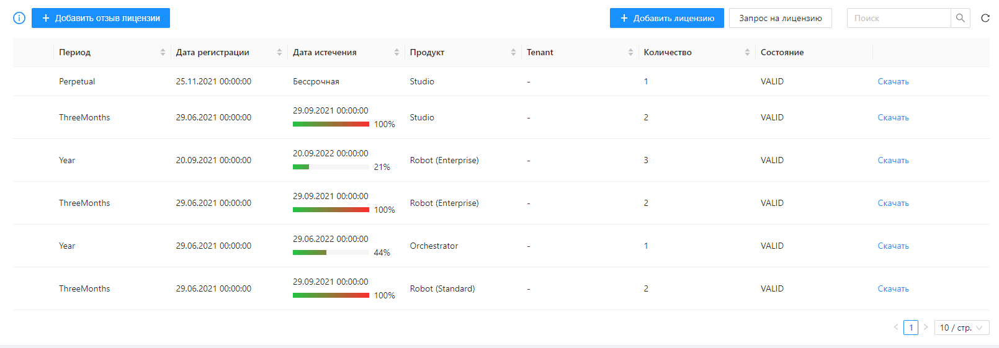 Добавить отзыв лицензии Добавить лицензию Запрос на лицензию Поиск
Период Дата регистрации Дата истечения Продукт Tenant Количество Состояние
Perpetual 25.11.2021 00:00:00 Бессрочная Studio - 1 VALID Скачать
ThreeMonths 29.06.2021 00:00:00 29.09.2021 00:00:00 100% Studio - 2 VALID Скачать
Year 20.09.2021 00:00:00 20.09.2022 00:00:00 21% Robot (Enterprise) - 3 VALID Скачать
ThreeMonths 29.06.2021 00:00:00 29.09.2021 00:00:00 100% Robot (Enterprise) - 2 VALID Скачать
Year 29.06.2021 00:00:00 29.06.2022 00:00:00 44% Orchestrator - 1 VALID Скачать
ThreeMonths 29.06.2021 00:00:00 29.09.2021 00:00:00 100% Robot (Standard) - 2 VALID Скачать
1 10 / стр.